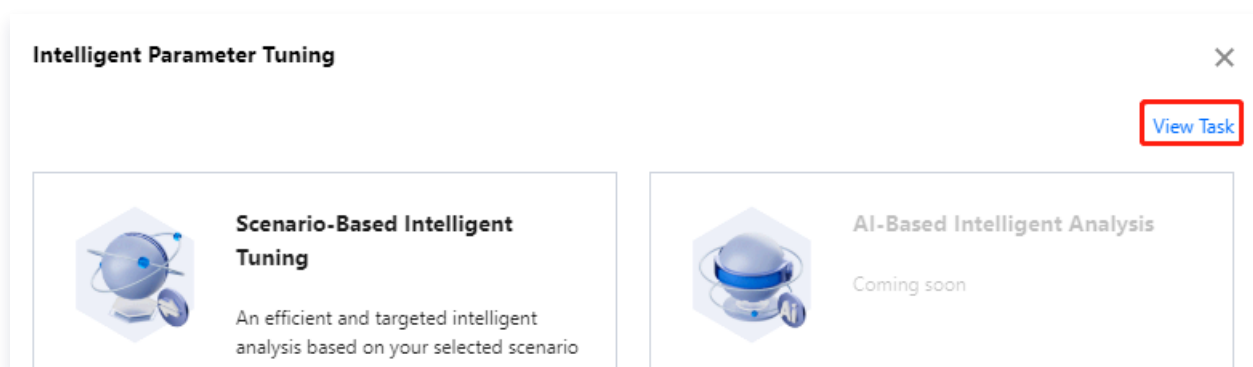 Intelligent Parameter Tuning
View Task
Scenario-Based Intelligent
Tuning
An efficient and targeted intelligent
analysis based on your selected scenario
AI-Based Intelligent Analysis
Coming soon
Ai